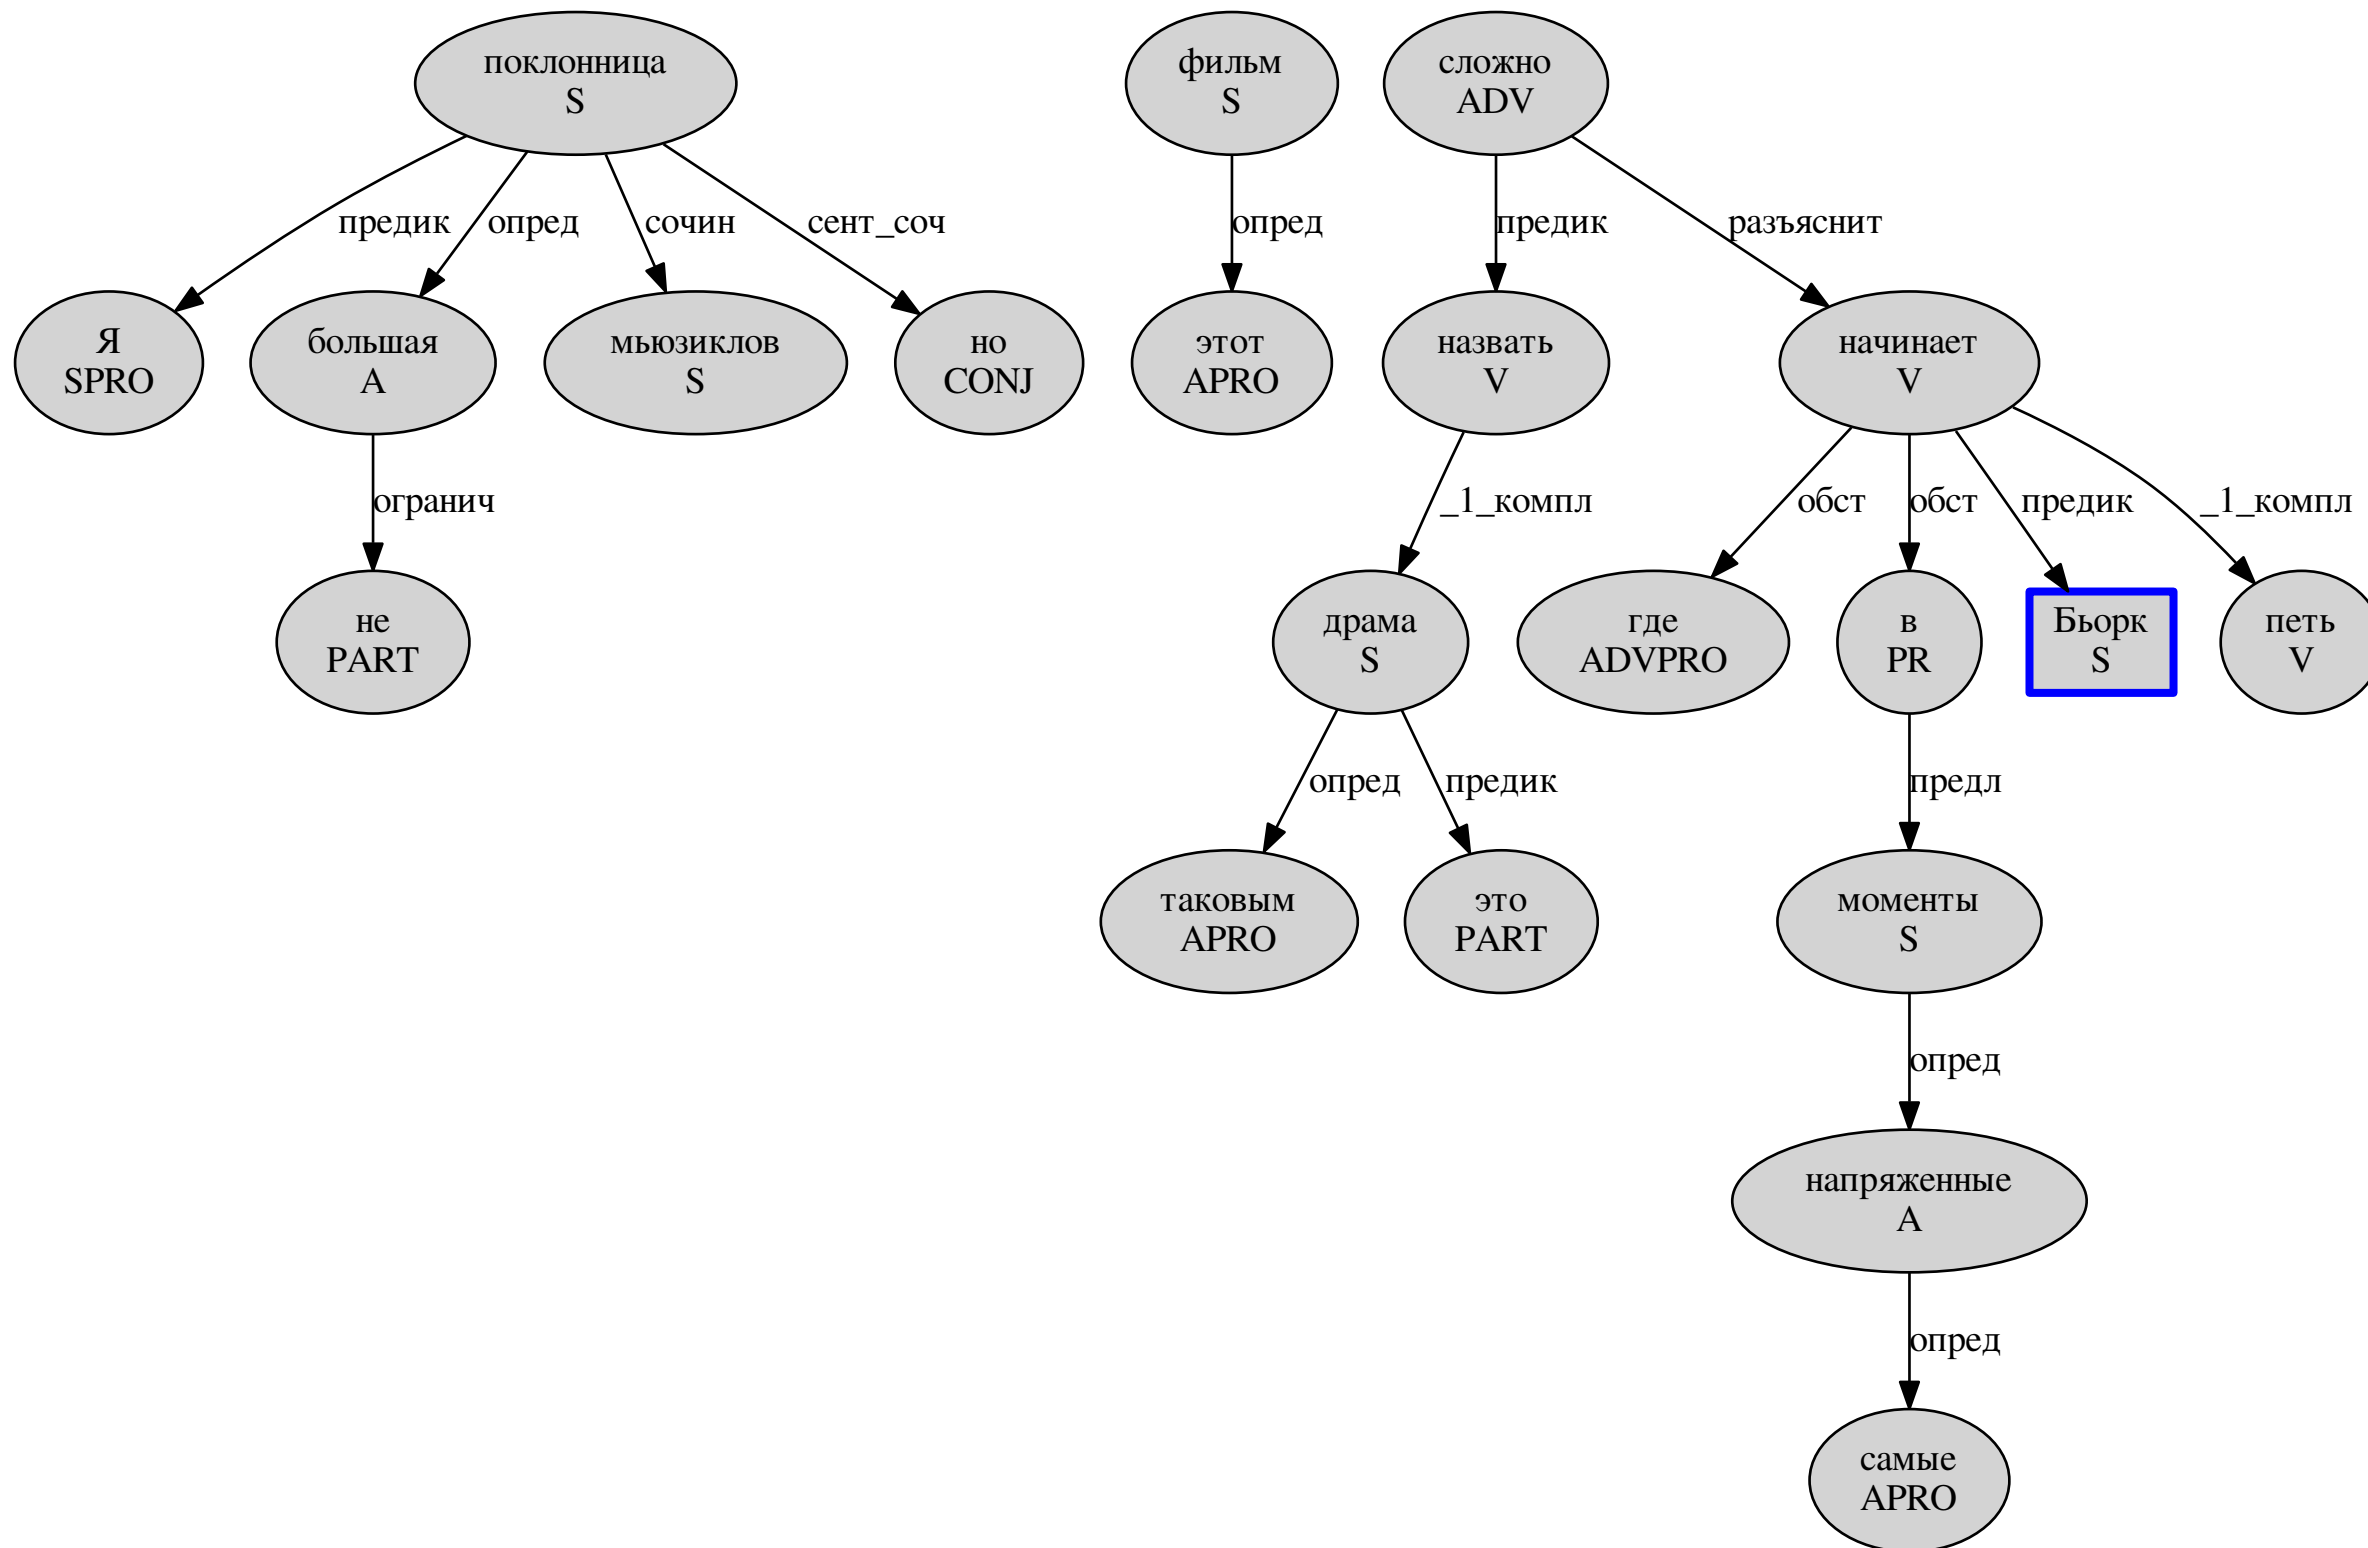 поклонница
S
фильм
S
сложно
ADV
предик
опред
сочин
сент_соч
опред
предик
разъяснит
Я
SPRO
большая
A
мьюзиклов
S
но
CONJ
этот
APRO
назвать
V
начинает
V
огранич
_1_компл
обст
обст
предик
_1_компл
не
PART
драма
S
где
ADVPRO
в
PR
Бьорк
S
петь
V
опред
предик
предл
таковым
APRO
это
PART
моменты
S
опред
напряженные
A
опред
самые
APRO